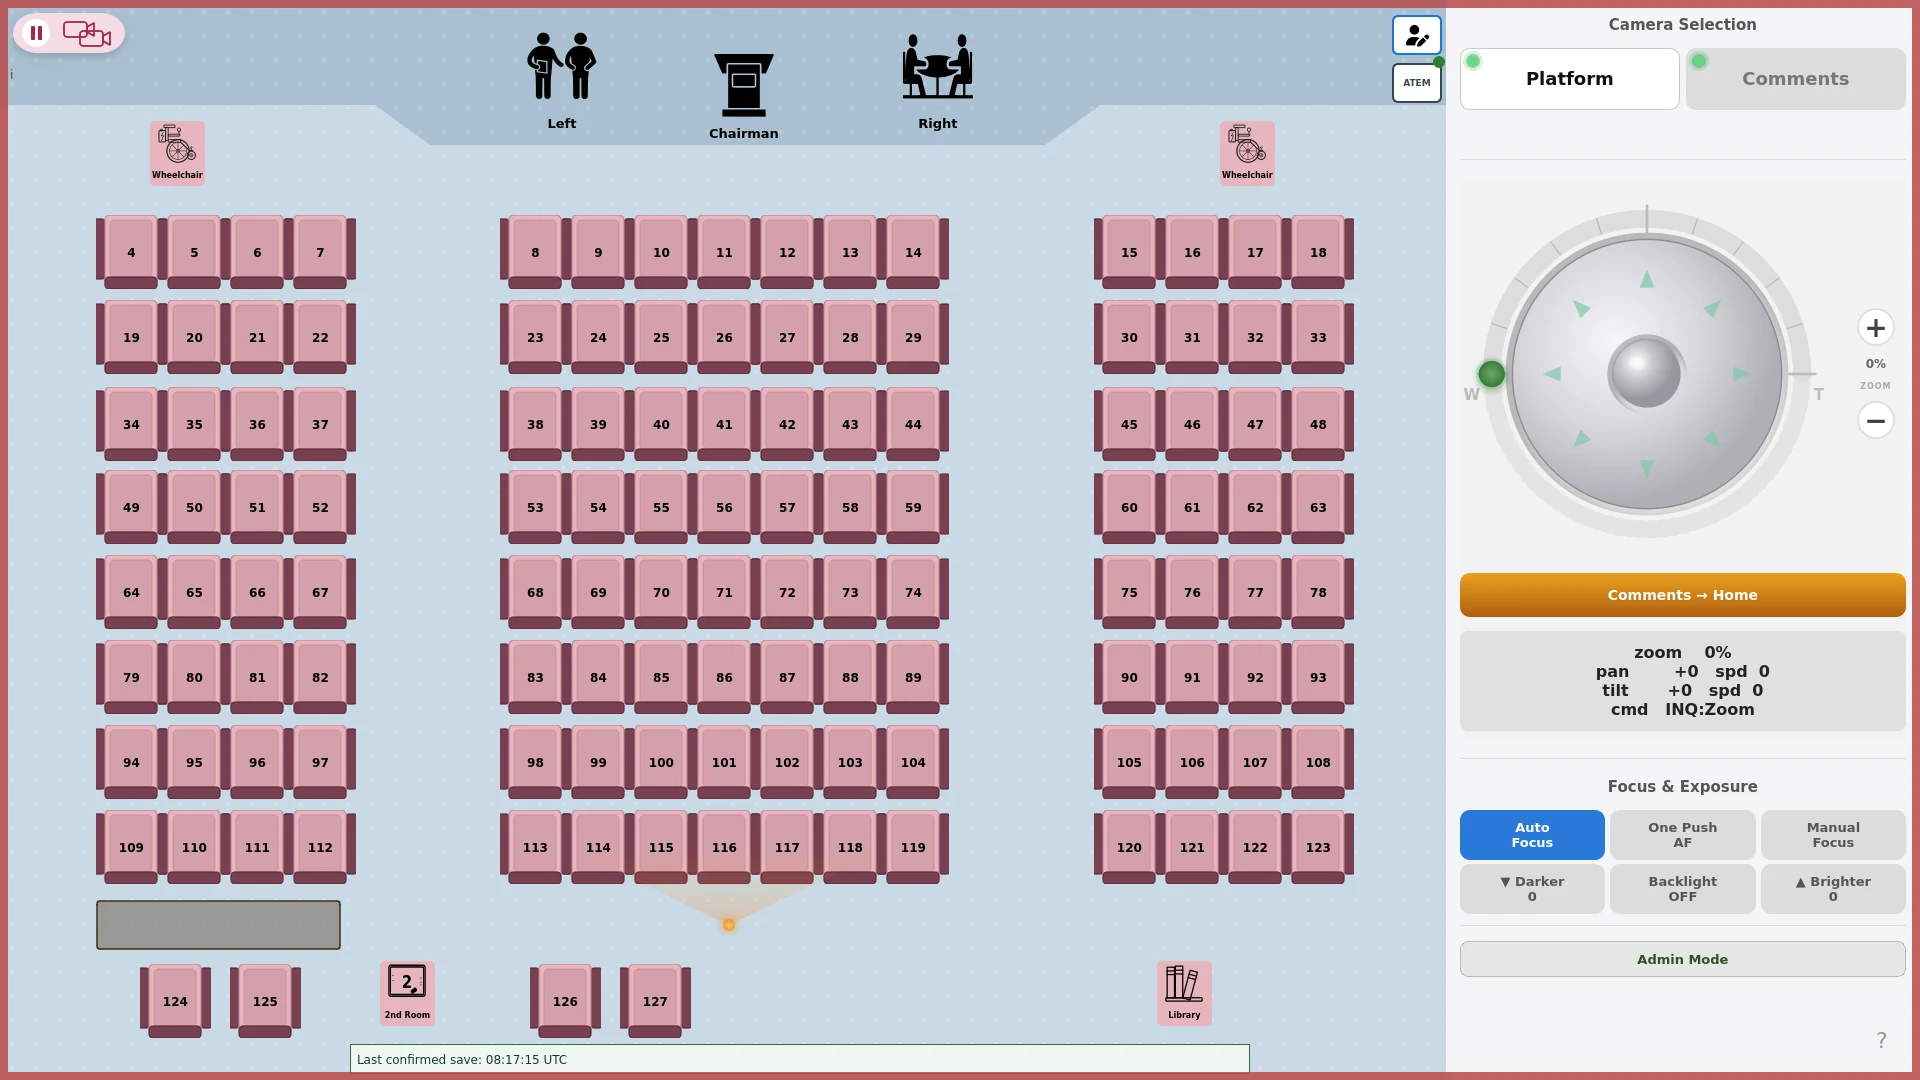 Camera Selection
Platform
Comments
ATEM
i
Left
Chairman
Right
Wheelchair
Wheelchair
4 5 6 7 8 9 10 11 12 13 14 15 16 17 18
19 20 21 22 23 24 25 26 27 28 29 30 31 32 33
34 35 36 37 38 39 40 41 42 43 44 45 46 47 48
49 50 51 52 53 54 55 56 57 58 59 60 61 62 63
64 65 66 67 68 69 70 71 72 73 74 75 76 77 78
79 80 81 82 83 84 85 86 87 88 89 90 91 92 93
94 95 96 97 98 99 100 101 102 103 104 105 106 107 108
109 110 111 112 113 114 115 116 117 118 119 120 121 122 123
124 125
2
2nd Room
126 127
Library
Last confirmed save: 08:17:15 UTC
W
T
+
0%
ZOOM
−
Comments → Home
zoom 0%
pan +0 spd 0
tilt +0 spd 0
cmd INQ:Zoom
Focus & Exposure
Auto
Focus
One Push
AF
Manual
Focus
▼ Darker
0
Backlight
OFF
▲ Brighter
0
Admin Mode
?